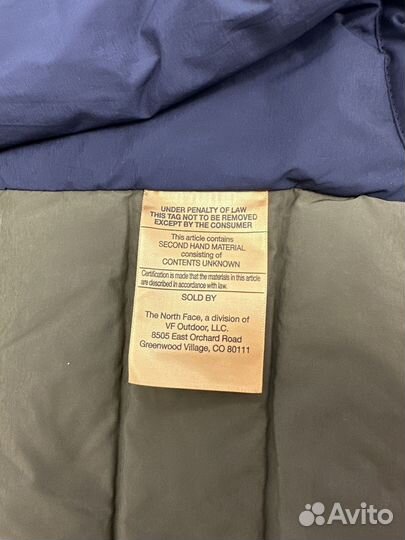 UNDER PENALTY OF LAW
THIS TAG NOT TO BE REMOVED
EXCEPT BY THE CONSUMER
This article contains
SECOND HAND MATERIAL
consisting of
CONTENTS UNKNOWN
Certification is made that the materials in this article
are described in accordance with law.
SOLD BY
The North Face, a division of
VF Outdoor, LLC.
8505 East Orchard Road
Greenwood Village, CO 80111
Avito